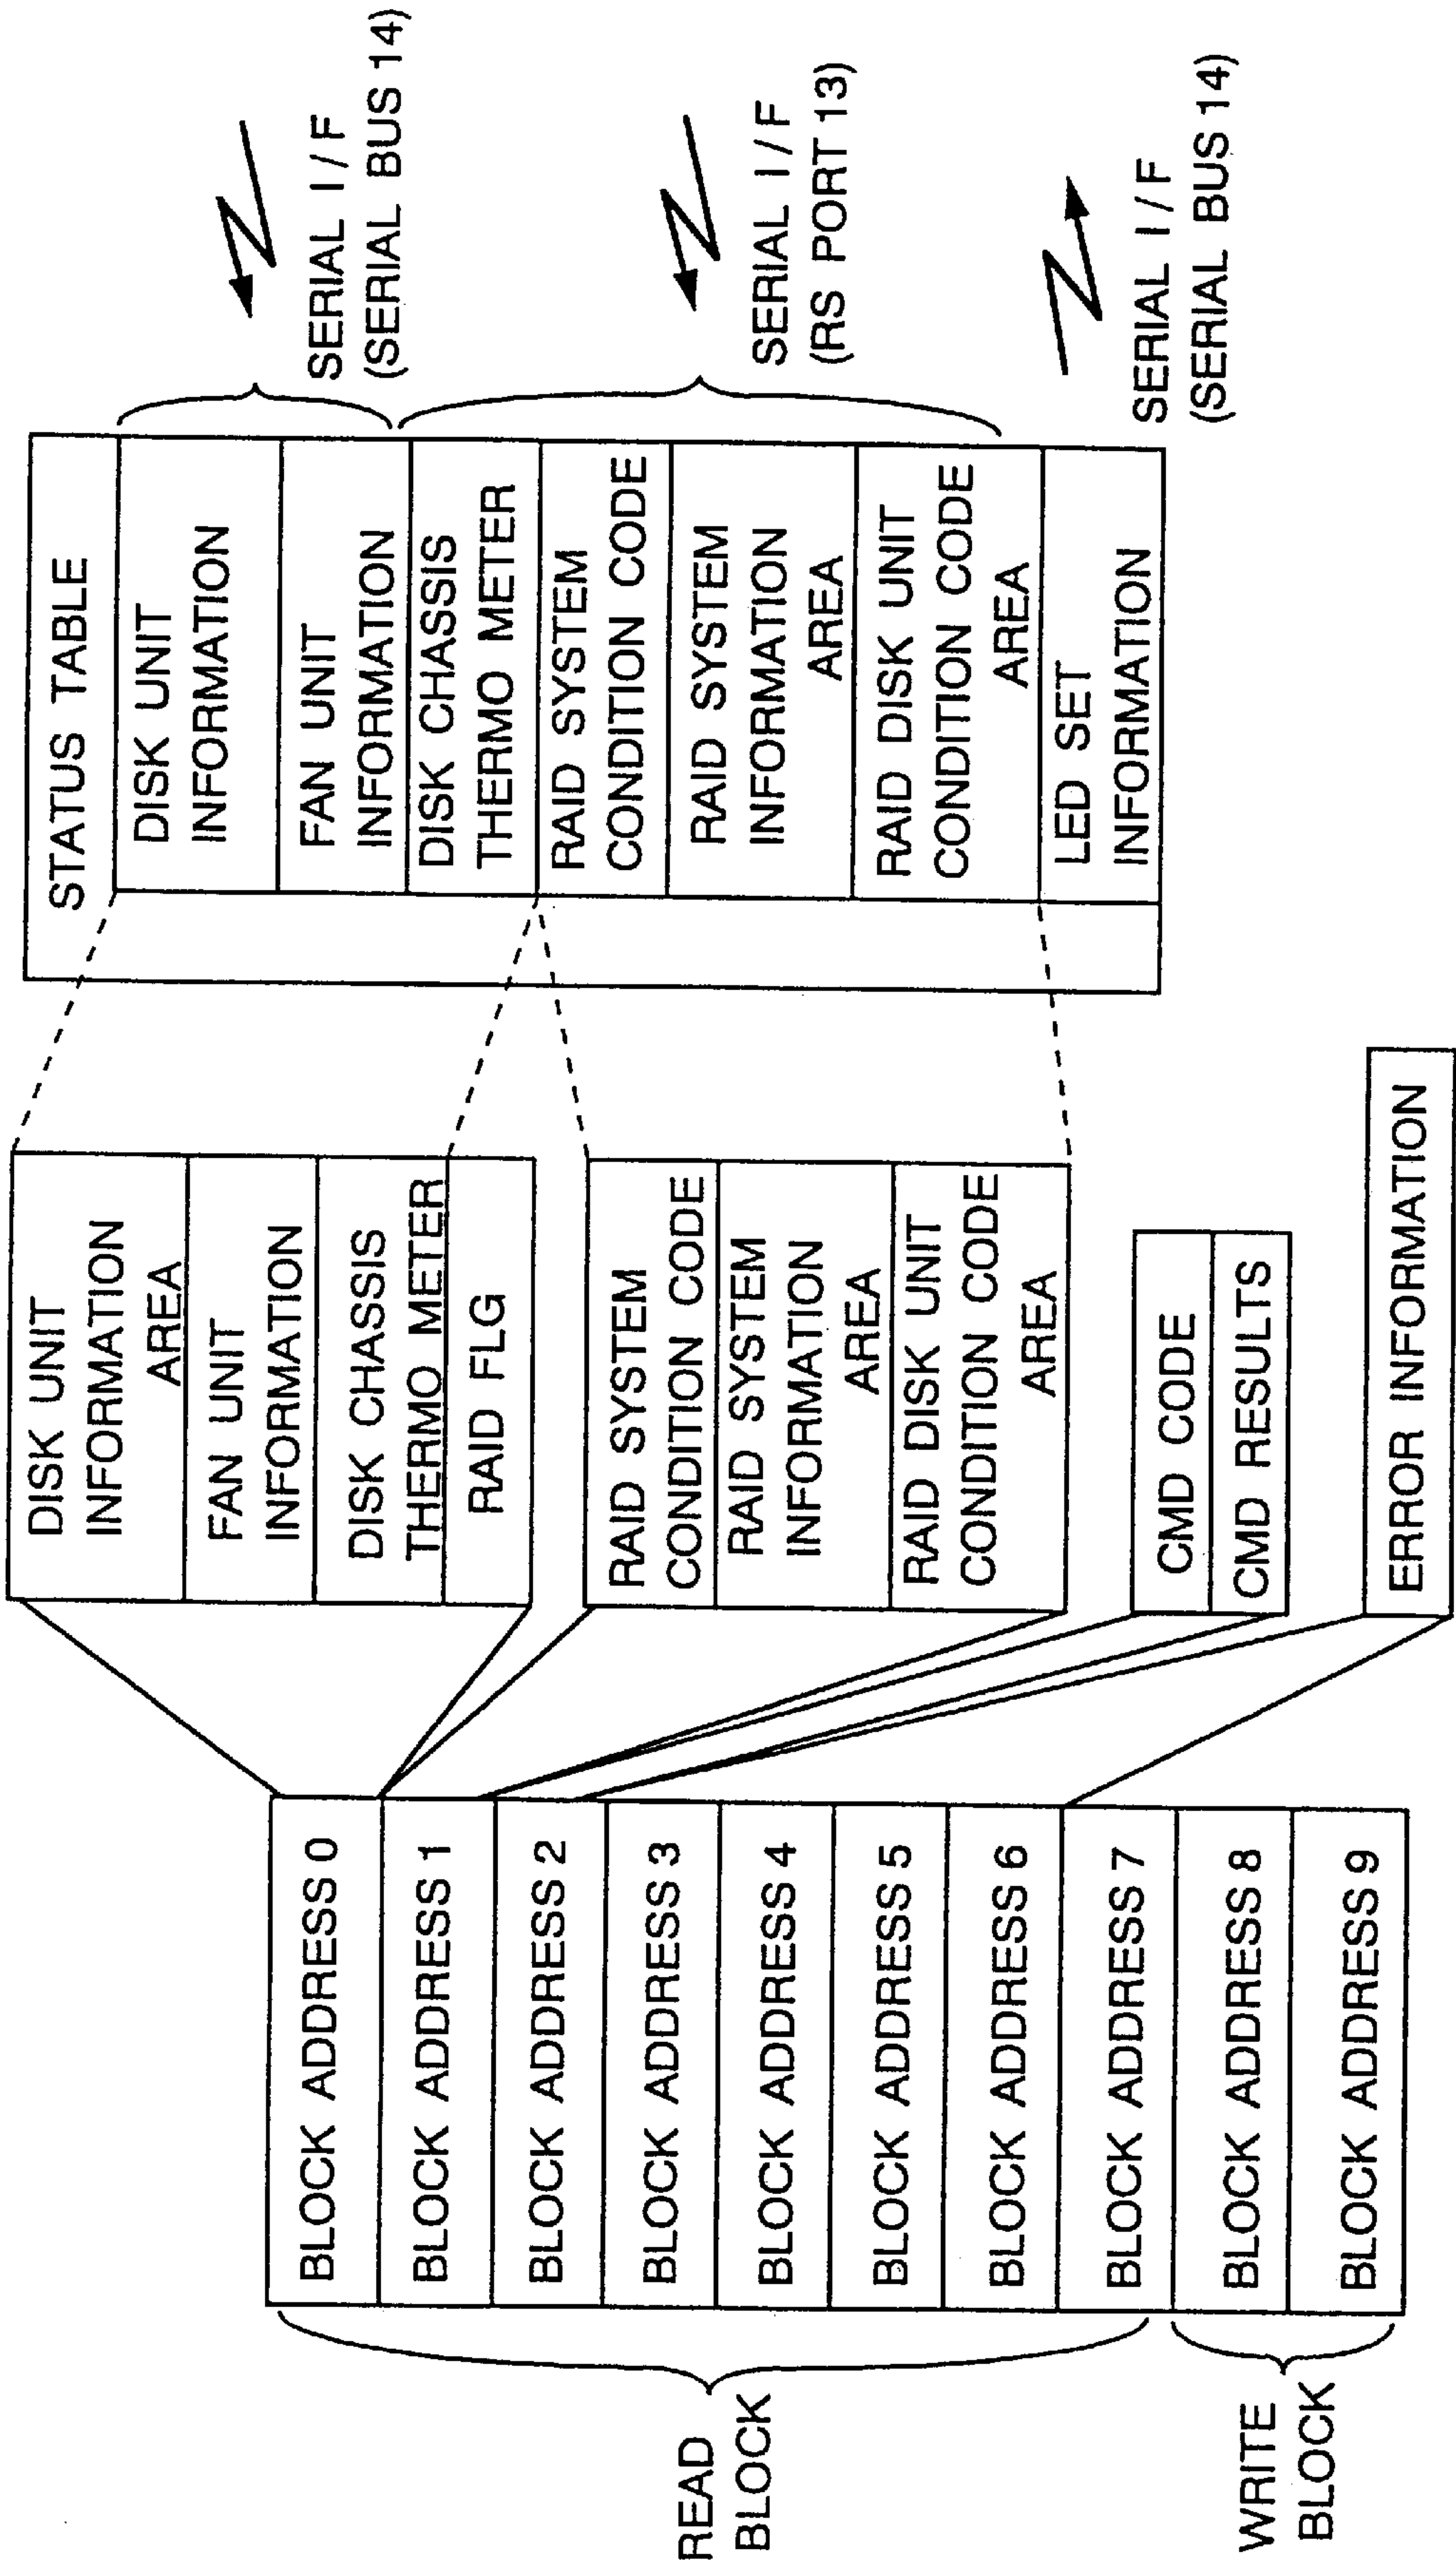 READ
BLOCK
WRITE
BLOCK
BLOCK ADDRESS 0
BLOCK ADDRESS 1
BLOCK ADDRESS 2
BLOCK ADDRESS 3
BLOCK ADDRESS 4
BLOCK ADDRESS 5
BLOCK ADDRESS 6
BLOCK ADDRESS 7
BLOCK ADDRESS 8
BLOCK ADDRESS 9
DISK UNIT
INFORMATION
AREA
FAN UNIT
INFORMATION
DISK CHASSIS
THERMO METER
RAID FLG
RAID SYSTEM
CONDITION CODE
RAID SYSTEM
INFORMATION
AREA
RAID DISK UNIT
CONDITION CODE
AREA
CMD CODE
CMD RESULTS
ERROR INFORMATION
STATUS TABLE
DISK UNIT
INFORMATION
FAN UNIT
INFORMATION
DISK CHASSIS
THERMO METER
RAID SYSTEM
CONDITION CODE
RAID SYSTEM
INFORMATION
AREA
RAID DISK UNIT
CONDITION CODE
AREA
LED SET
INFORMATION
SERIAL I/F
(SERIAL BUS 14)
SERIAL I/F
(RS PORT 13)
SERIAL I/F
(SERIAL BUS 14)